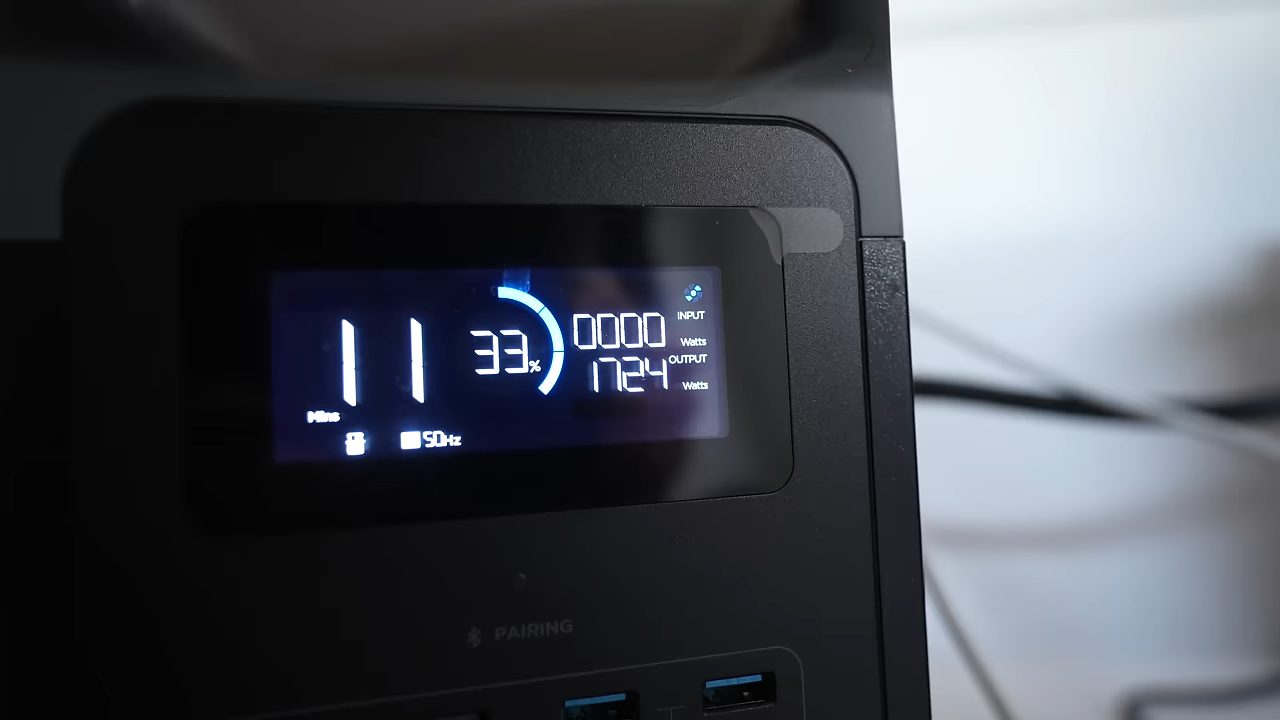 11
Mins
50Hz
33%
0000 INPUT Watts
1724 OUTPUT Watts
PAIRING